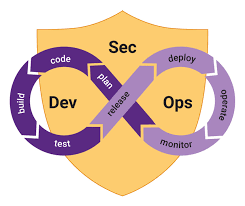 Sec
Dev
Ops
plan
code
build
test
release
deploy
operate
monitor